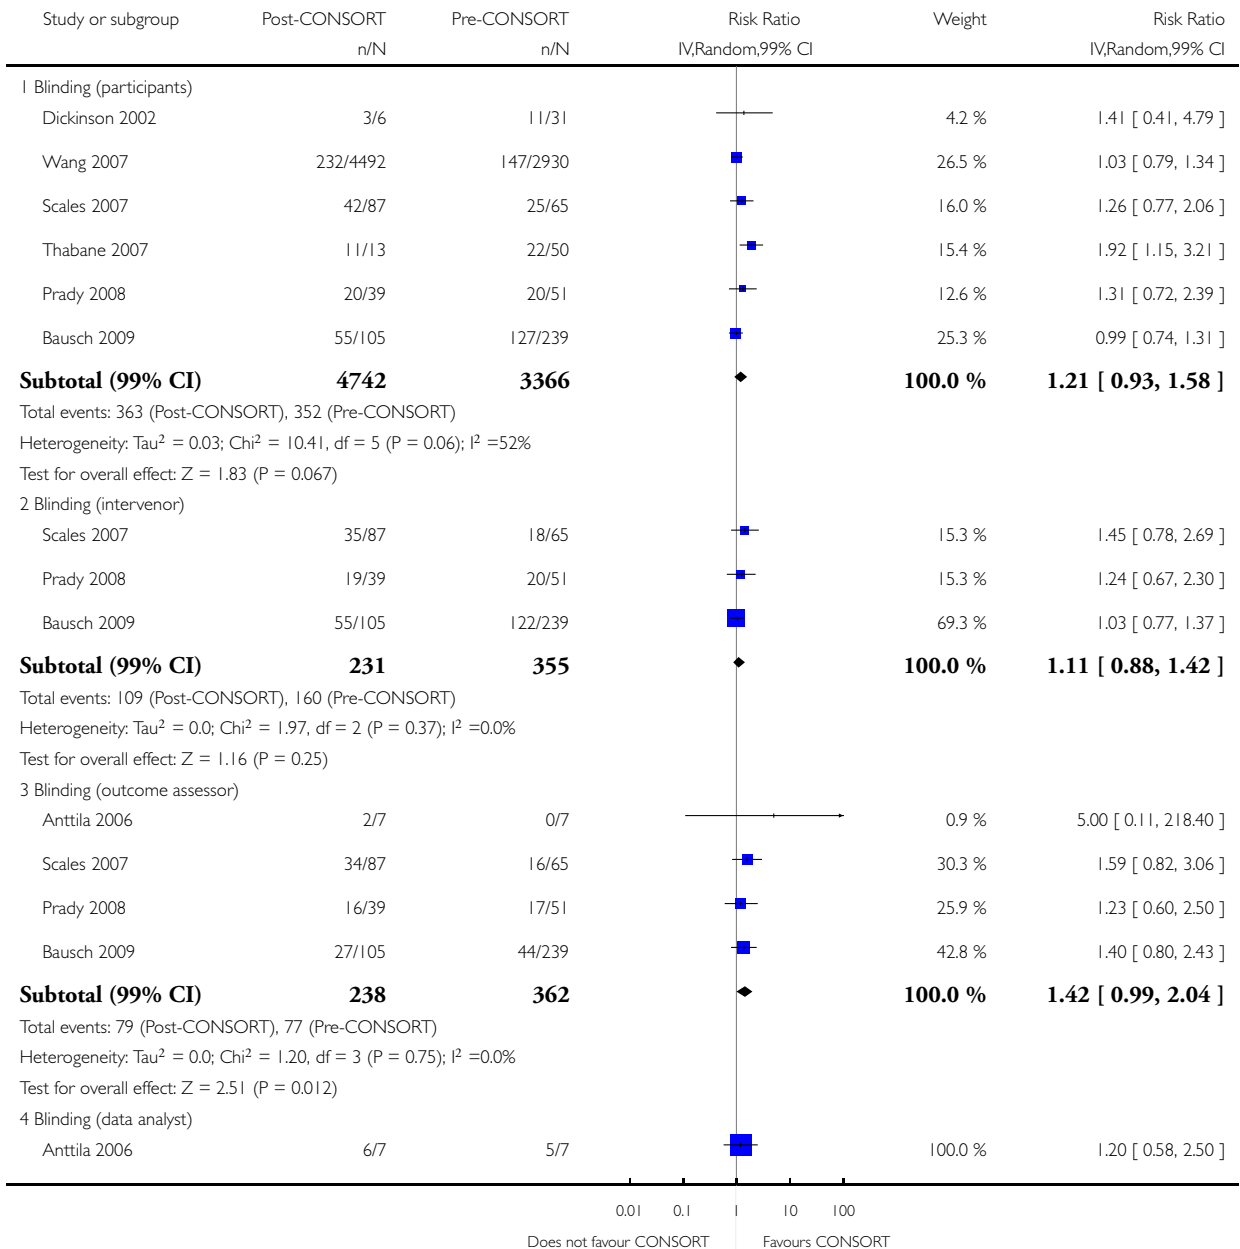 Study or subgroup Post-CONSORT Pre-CONSORT Risk Ratio Weight Risk Ratio
n/N n/N IV,Random,99% CI IV,Random,99% CI
1 Blinding (participants)
Dickinson 2002 3/6 11/31 4.2 % 1.41 [ 0.41, 4.79 ]
Wang 2007 232/4492 147/2930 26.5 % 1.03 [ 0.79, 1.34 ]
Scales 2007 42/87 25/65 16.0 % 1.26 [ 0.77, 2.06 ]
Thabane 2007 11/13 22/50 15.4 % 1.92 [ 1.15, 3.21 ]
Prady 2008 20/39 20/51 12.6 % 1.31 [ 0.72, 2.39 ]
Bausch 2009 55/105 127/239 25.3 % 0.99 [ 0.74, 1.31 ]
Subtotal (99% CI) 4742 3366 100.0 % 1.21 [ 0.93, 1.58 ]
Total events: 363 (Post-CONSORT), 352 (Pre-CONSORT)
Heterogeneity: Tau² = 0.03; Chi² = 10.41, df = 5 (P = 0.06); I² =52%
Test for overall effect: Z = 1.83 (P = 0.067)
2 Blinding (intervenor)
Scales 2007 35/87 18/65 15.3 % 1.45 [ 0.78, 2.69 ]
Prady 2008 19/39 20/51 15.3 % 1.24 [ 0.67, 2.30 ]
Bausch 2009 55/105 122/239 69.3 % 1.03 [ 0.77, 1.37 ]
Subtotal (99% CI) 231 355 100.0 % 1.11 [ 0.88, 1.42 ]
Total events: 109 (Post-CONSORT), 160 (Pre-CONSORT)
Heterogeneity: Tau² = 0.0; Chi² = 1.97, df = 2 (P = 0.37); I² =0.0%
Test for overall effect: Z = 1.16 (P = 0.25)
3 Blinding (outcome assessor)
Anttila 2006 2/7 0/7 0.9 % 5.00 [ 0.11, 218.40 ]
Scales 2007 34/87 16/65 30.3 % 1.59 [ 0.82, 3.06 ]
Prady 2008 16/39 17/51 25.9 % 1.23 [ 0.60, 2.50 ]
Bausch 2009 27/105 44/239 42.8 % 1.40 [ 0.80, 2.43 ]
Subtotal (99% CI) 238 362 100.0 % 1.42 [ 0.99, 2.04 ]
Total events: 79 (Post-CONSORT), 77 (Pre-CONSORT)
Heterogeneity: Tau² = 0.0; Chi² = 1.20, df = 3 (P = 0.75); I² =0.0%
Test for overall effect: Z = 2.51 (P = 0.012)
4 Blinding (data analyst)
Anttila 2006 6/7 5/7 100.0 % 1.20 [ 0.58, 2.50 ]
0.01 0.1 1 10 100
Does not favour CONSORT Favours CONSORT